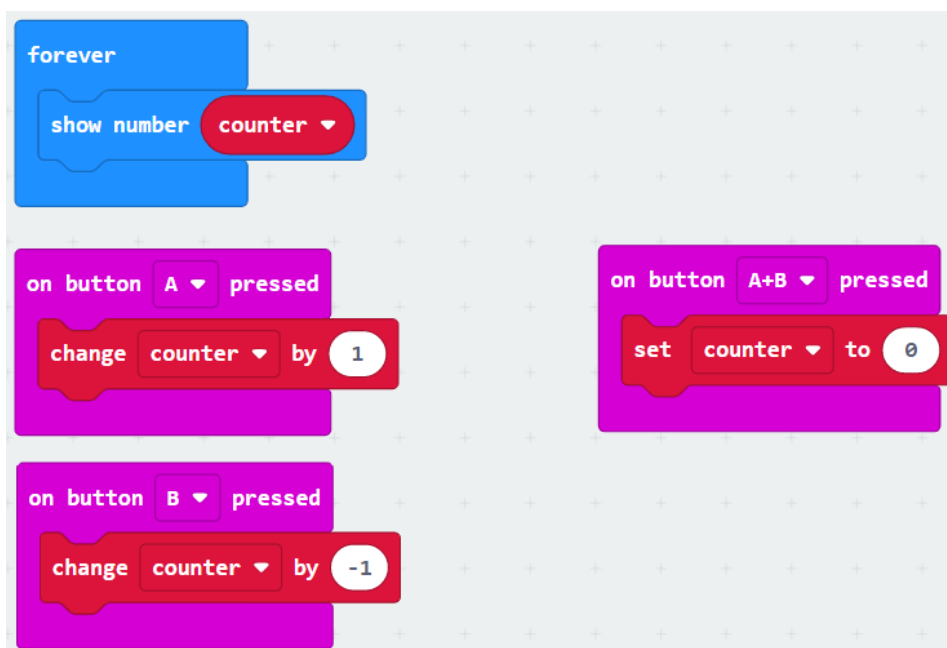 forever
show number counter
on button A pressed
change counter by 1
on button A+B pressed
set counter to 0
on button B pressed
change counter by -1